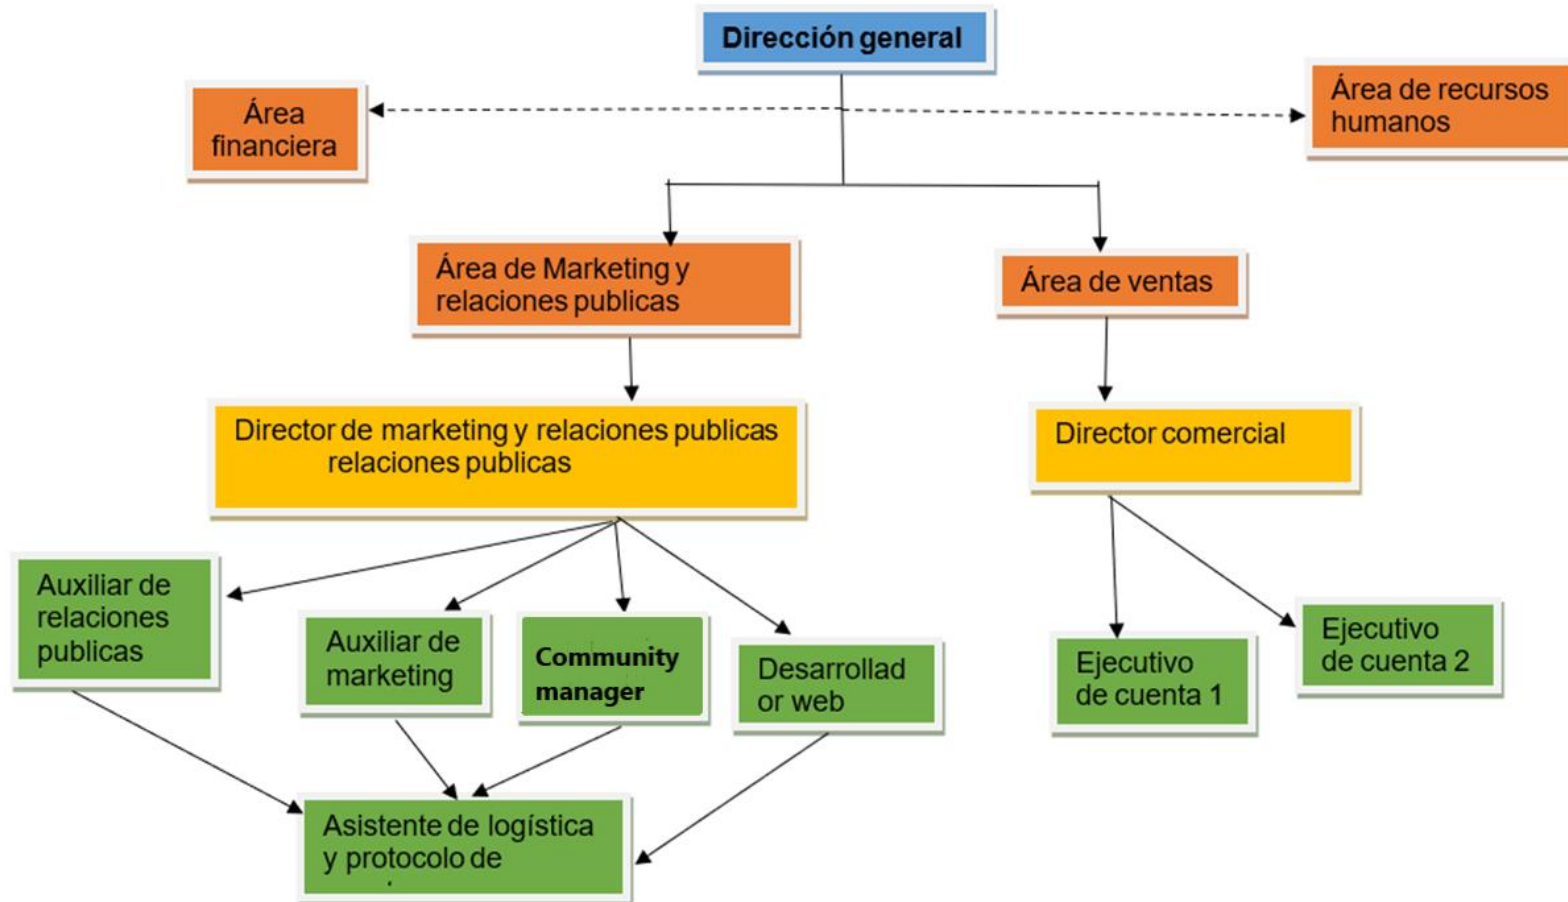 Dirección general
Área
financiera
Área de recursos
humanos
Área de Marketing y
relaciones publicas
Área de ventas
Director de marketing y relaciones publicas
relaciones publicas
Director comercial
Auxiliar de
relaciones
publicas
Auxiliar de
marketing
Community
manager
Desarrollad
or web
Ejecutivo
de cuenta 1
Ejecutivo
de cuenta 2
Asistente de logística
y protocolo de